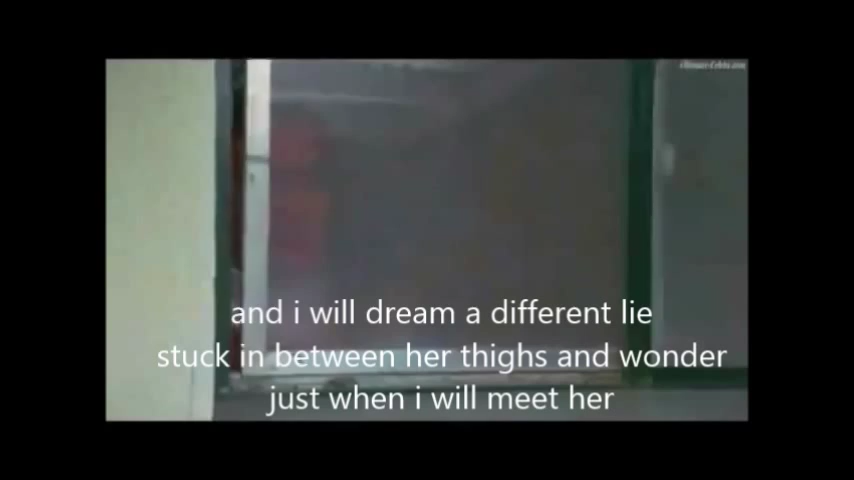 and i will dream a different lie
stuck in between her thighs and wonder
just when i will meet her